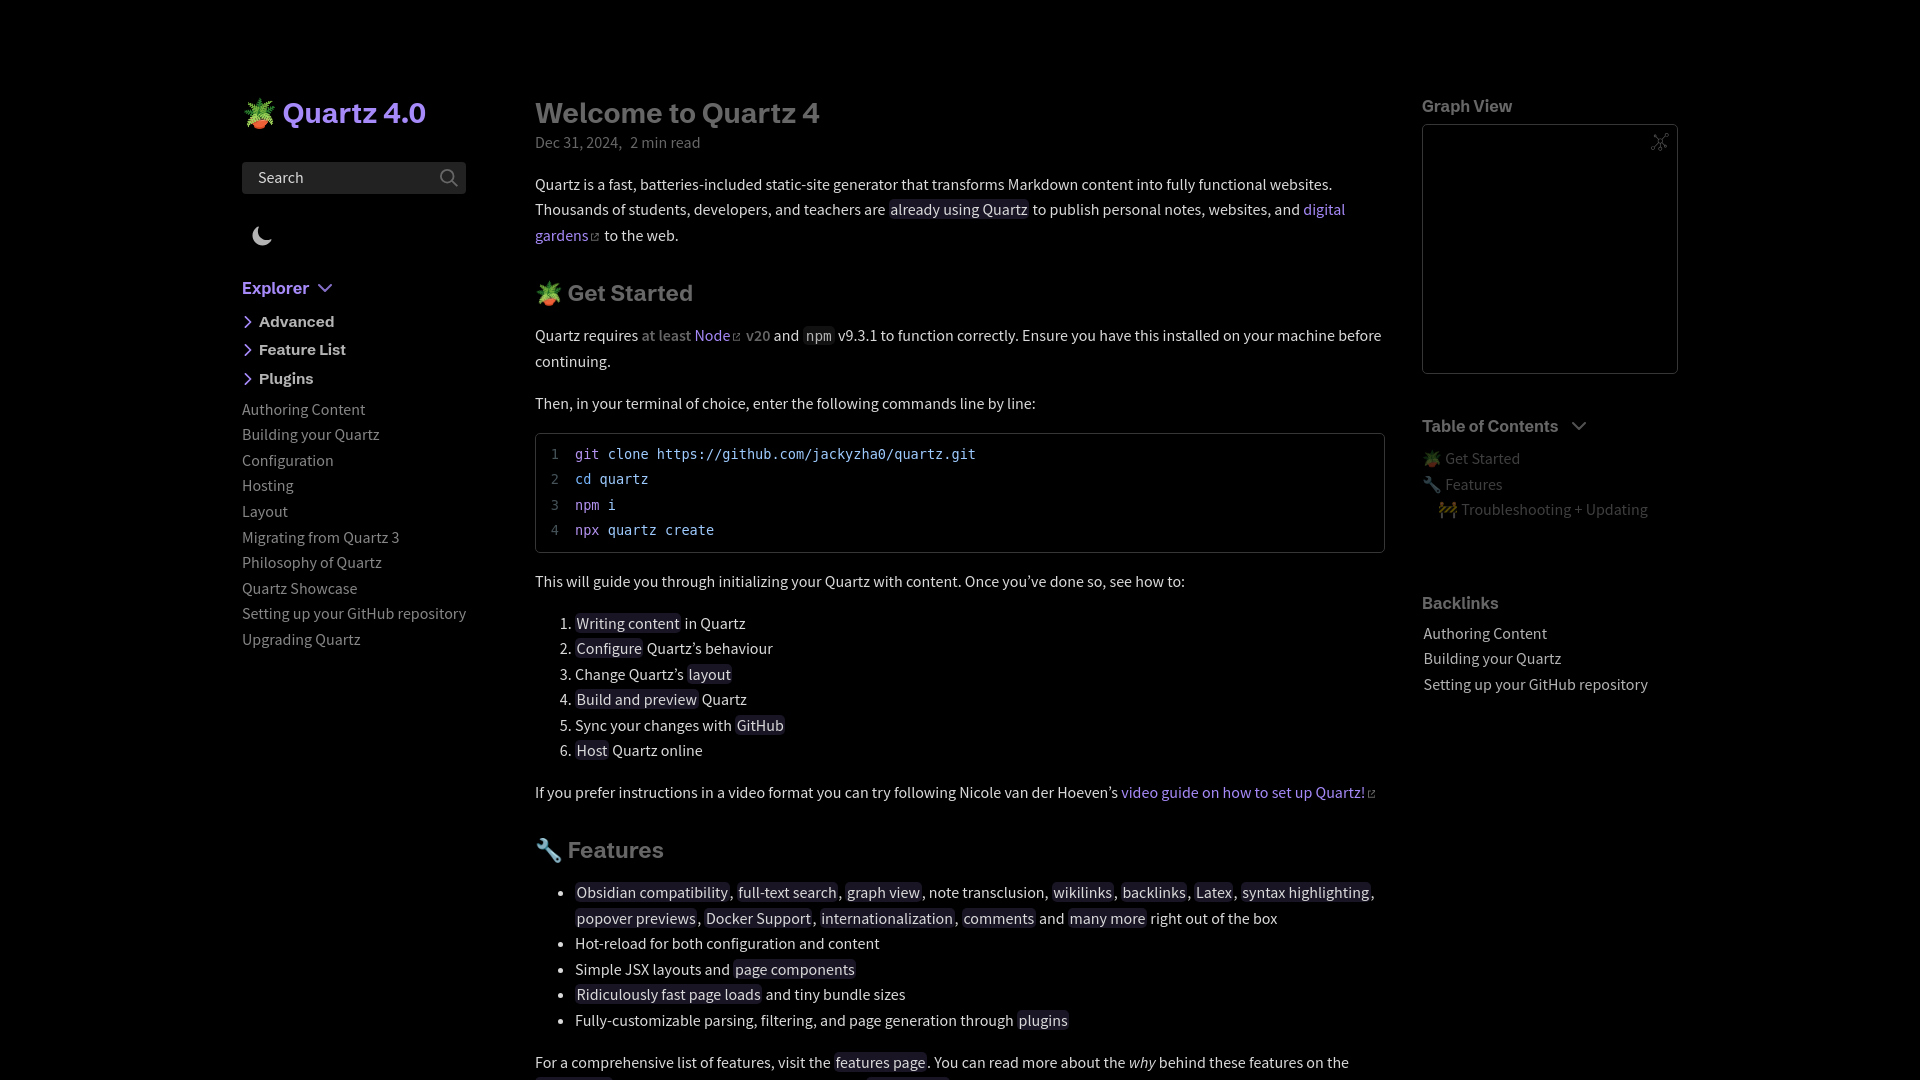 🪴 Quartz 4.0
Search
Explorer
Advanced
Feature List
Plugins
Authoring Content
Building your Quartz
Configuration
Hosting
Layout
Migrating from Quartz 3
Philosophy of Quartz
Quartz Showcase
Setting up your GitHub repository
Upgrading Quartz
Welcome to Quartz 4
Dec 31, 2024, 2 min read
Quartz is a fast, batteries-included static-site generator that transforms Markdown content into fully functional websites.
Thousands of students, developers, and teachers are already using Quartz to publish personal notes, websites, and digital
gardens to the web.
🪴 Get Started
Quartz requires at least Node v20 and npm v9.3.1 to function correctly. Ensure you have this installed on your machine before
continuing.
Then, in your terminal of choice, enter the following commands line by line:
1 git clone https://github.com/jackyzha0/quartz.git
2 cd quartz
3 npm i
4 npx quartz create
This will guide you through initializing your Quartz with content. Once you’ve done so, see how to:
1. Writing content in Quartz
2. Configure Quartz’s behaviour
3. Change Quartz’s layout
4. Build and preview Quartz
5. Sync your changes with GitHub
6. Host Quartz online
If you prefer instructions in a video format you can try following Nicole van der Hoeven’s video guide on how to set up Quartz!
🔧 Features
• Obsidian compatibility, full-text search, graph view, note transclusion, wikilinks, backlinks, Latex, syntax highlighting,
popover previews, Docker Support, internationalization, comments and many more right out of the box
• Hot-reload for both configuration and content
• Simple JSX layouts and page components
• Ridiculously fast page loads and tiny bundle sizes
• Fully-customizable parsing, filtering, and page generation through plugins
For a comprehensive list of features, visit the features page. You can read more about the why behind these features on the
Graph View
Table of Contents
🪴 Get Started
🔧 Features
🚧 Troubleshooting + Updating
Backlinks
Authoring Content
Building your Quartz
Setting up your GitHub repository